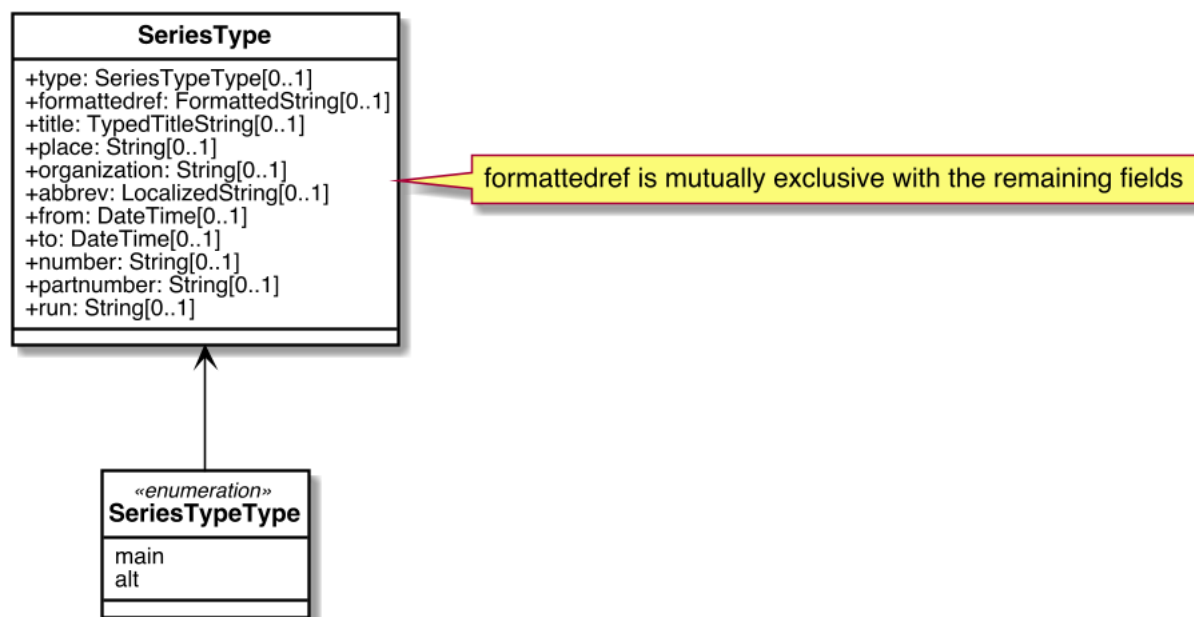 SeriesType
+type: SeriesTypeType[0..1]
+formattedref: FormattedString[0..1]
+title: TypedTitleString[0..1]
+place: String[0..1]
+organization: String[0..1]
+abbrev: LocalizedString[0..1]
+from: DateTime[0..1]
+to: DateTime[0..1]
+number: String[0..1]
+partnumber: String[0..1]
+run: String[0..1]
formattedref is mutually exclusive with the remaining fields
«enumeration»
SeriesTypeType
main
alt